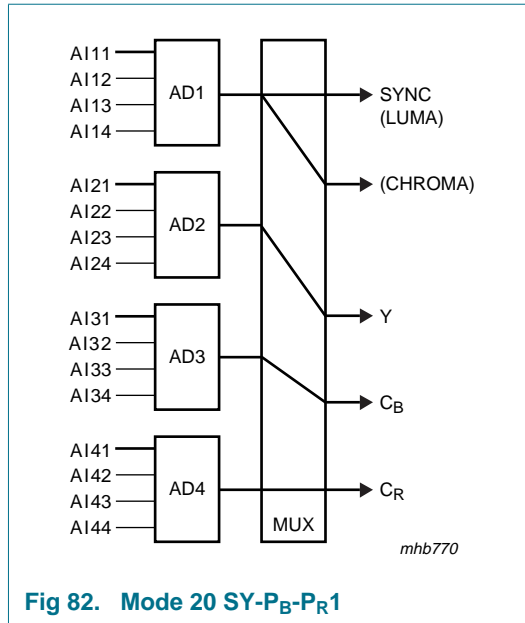 AI11
AI12
AI13
AI14
AD1
SYNC
(LUMA)
(CHROMA)
AI21
AI22
AI23
AI24
AD2
Y
AI31
AI32
AI33
AI34
AD3
CB
AI41
AI42
AI43
AI44
AD4
CR
MUX
mhb770
Fig 82. Mode 20 SY-PB-PR1